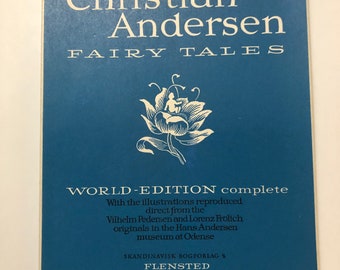 Christian
Andersen
FAIRY TALES
WORLD-EDITION complete
With the illustrations reproduced
direct from the
Vilhelm Pedersen and Lorenz Frölich
originals in the Hans Andersen
museum at Odense
SKANDINAVISK BOGFORLAG
FLENSTED